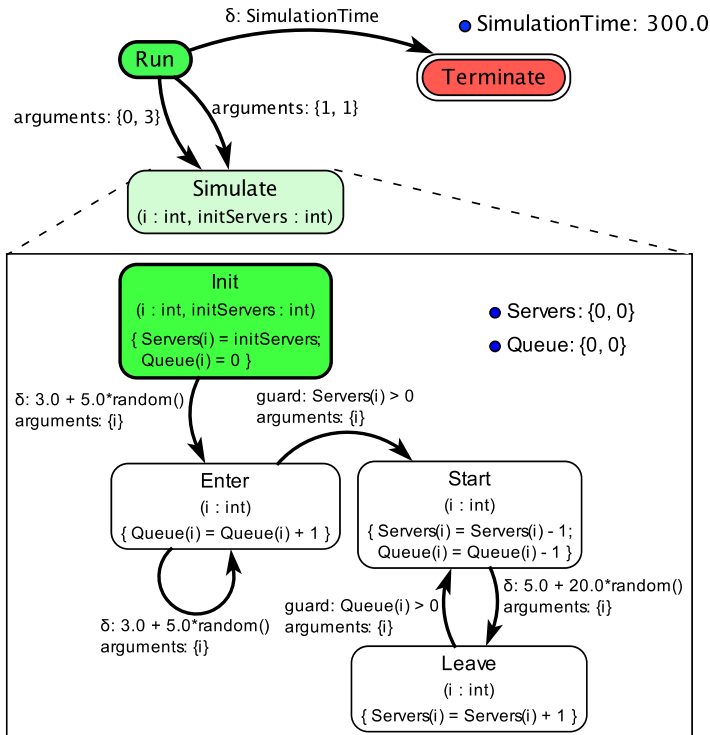 δ: SimulationTime
SimulationTime: 300.0
Run
Terminate
arguments: {0, 3}
arguments: {1, 1}
Simulate
(i : int, initServers : int)
Init
(i : int, initServers : int)
{ Servers(i) = initServers;
Queue(i) = 0 }
Servers: {0, 0}
Queue: {0, 0}
δ: 3.0 + 5.0*random()
arguments: {i}
guard: Servers(i) > 0
arguments: {i}
Enter
(i : int)
{ Queue(i) = Queue(i) + 1 }
Start
(i : int)
{ Servers(i) = Servers(i) - 1;
Queue(i) = Queue(i) - 1 }
δ: 3.0 + 5.0*random()
arguments: {i}
guard: Queue(i) > 0
arguments: {i}
δ: 5.0 + 20.0*random()
arguments: {i}
Leave
(i : int)
{ Servers(i) = Servers(i) + 1 }